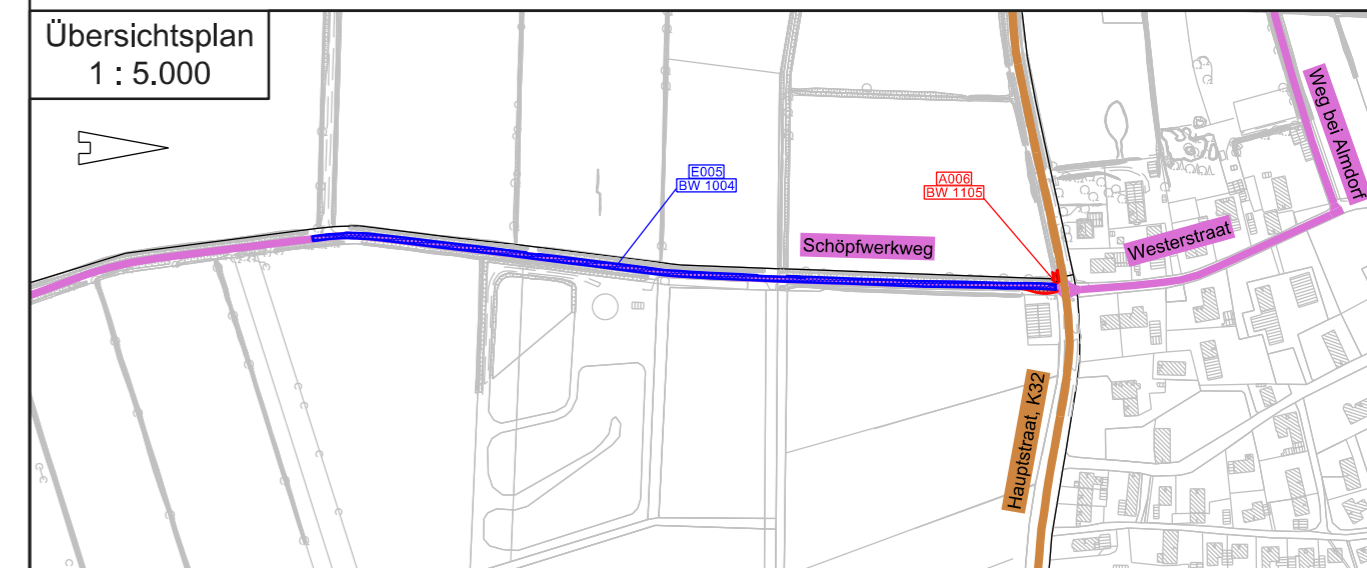 Übersichtsplan
1 : 5.000
E005
BW 1004
A006
BW 1105
Schöpfwerkweg
Westerstraat
Weg bei Almdorf
Hauptstraat, K32